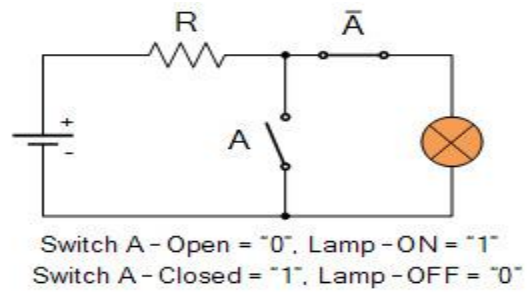 R
Ā
+
-
A
Switch A - Open = "0", Lamp - ON = "1"
Switch A - Closed = "1", Lamp - OFF = "0"